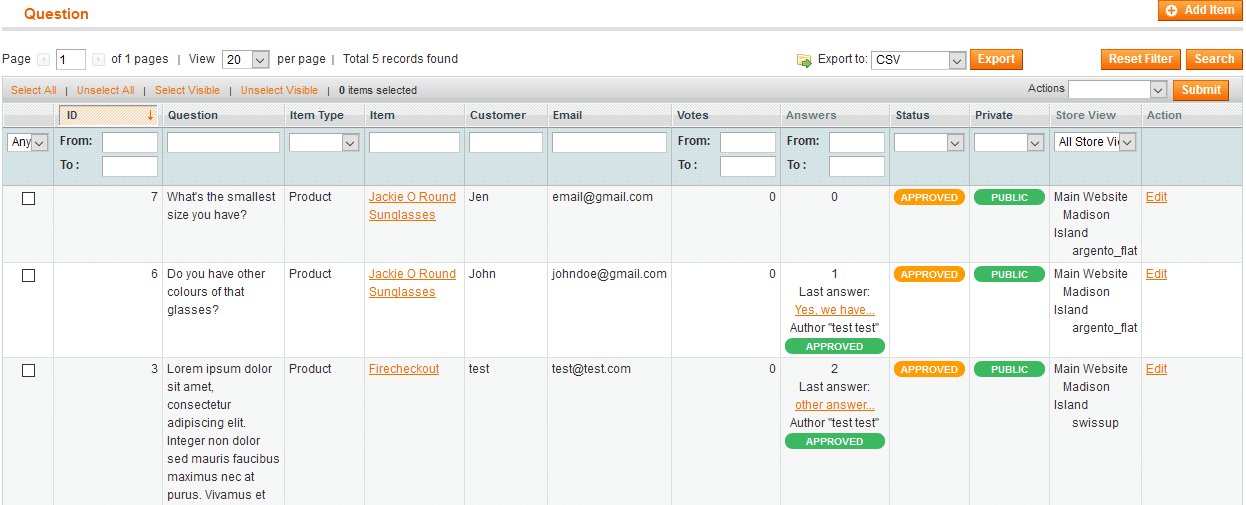 Question
Add Item
Page 1 of 1 pages | View 20 per page | Total 5 records found
Export to: CSV Export Reset Filter Search
Select All | Unselect All | Select Visible | Unselect Visible | 0 items selected
Actions Submit
ID Question Item Type Item Customer Email Votes Answers Status Private Store View Action
Any From: From: From: All Store Vi
To : To : To :
7 What's the smallest Product Jackie O Round Jen email@gmail.com 0 0 APPROVED PUBLIC Main Website Edit
size you have? Sunglasses Madison
Island
argento_flat
6 Do you have other Product Jackie O Round John johndoe@gmail.com 0 1 APPROVED PUBLIC Main Website Edit
colours of that Sunglasses Last answer: Madison
glasses? Yes, we have... Island
Author "test test" argento_flat
APPROVED
3 Lorem ipsum dolor Product Firecheckout test test@test.com 0 2 APPROVED PUBLIC Main Website Edit
sit amet, Last answer: Madison
consectetur other answer... Island
adipiscing elit. Author "test test" swissup
Integer non dolor APPROVED
sed mauris faucibus
maximus nec at
purus. Vivamus et